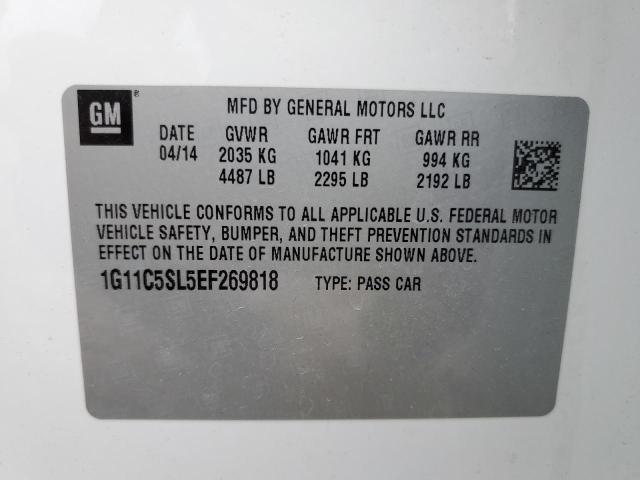 GM ®
MFD BY GENERAL MOTORS LLC
DATE GVWR GAWR FRT GAWR RR
04/14 2035 KG 1041 KG 994 KG
4487 LB 2295 LB 2192 LB
THIS VEHICLE CONFORMS TO ALL APPLICABLE U.S. FEDERAL MOTOR
VEHICLE SAFETY, BUMPER, AND THEFT PREVENTION STANDARDS IN
EFFECT ON THE DATE OF MANUFACTURE SHOWN ABOVE.
1G11C5SL5EF269818 TYPE: PASS CAR